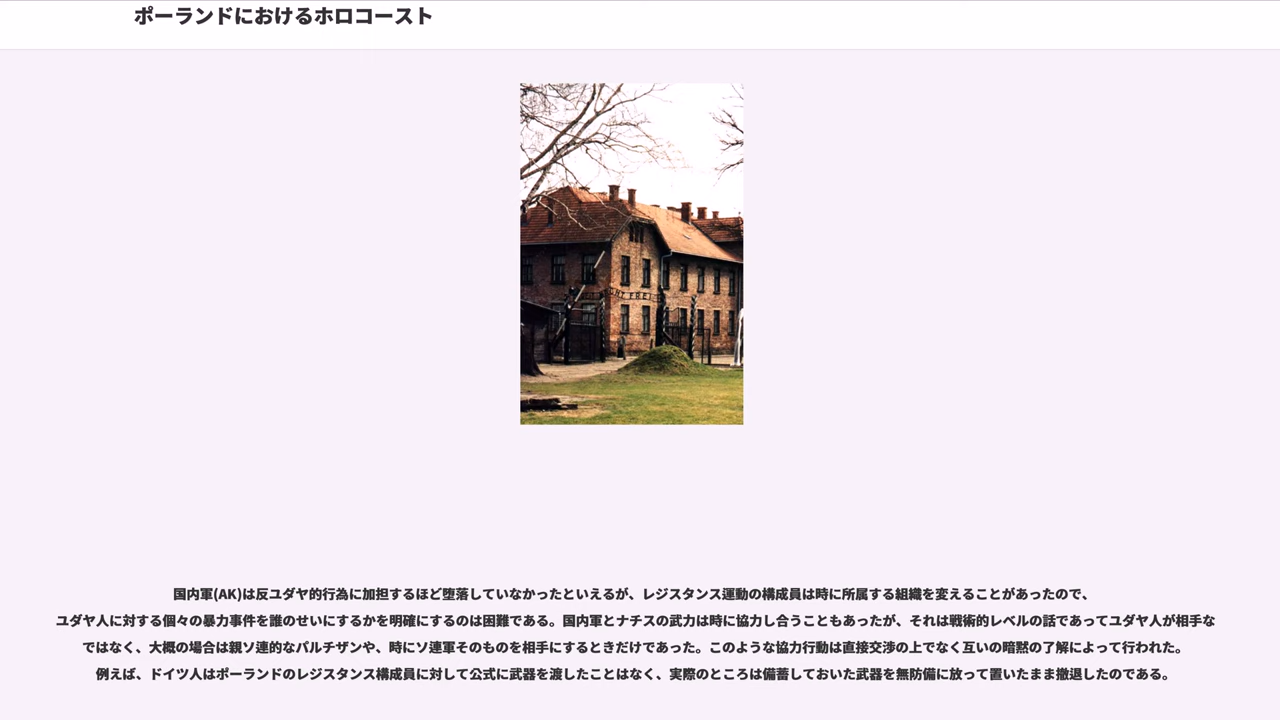 ポーランドにおけるホロコースト
国内軍(AK)は反ユダヤ的行為に加担するほど堕落していなかったといえるが、レジスタンス運動の構成員は時に所属する組織を変えることがあったので、
ユダヤ人に対する個々の暴力事件を誰のせいにするかを明確にするのは困難である。国内軍とナチスの武力は時に協力し合うこともあったが、それは戦術的レベルの話であってユダヤ人が相手な
ではなく、大概の場合は親ソ連的なパルチザンや、時にソ連軍そのものを相手にするときだけであった。このような協力行動は直接交渉の上でなく互いの暗黙の了解によって行われた。
例えば、ドイツ人はポーランドのレジスタンス構成員に対して公式に武器を渡したことはなく、実際のところは備蓄しておいた武器を無防備に放って置いたまま撤退したのである。